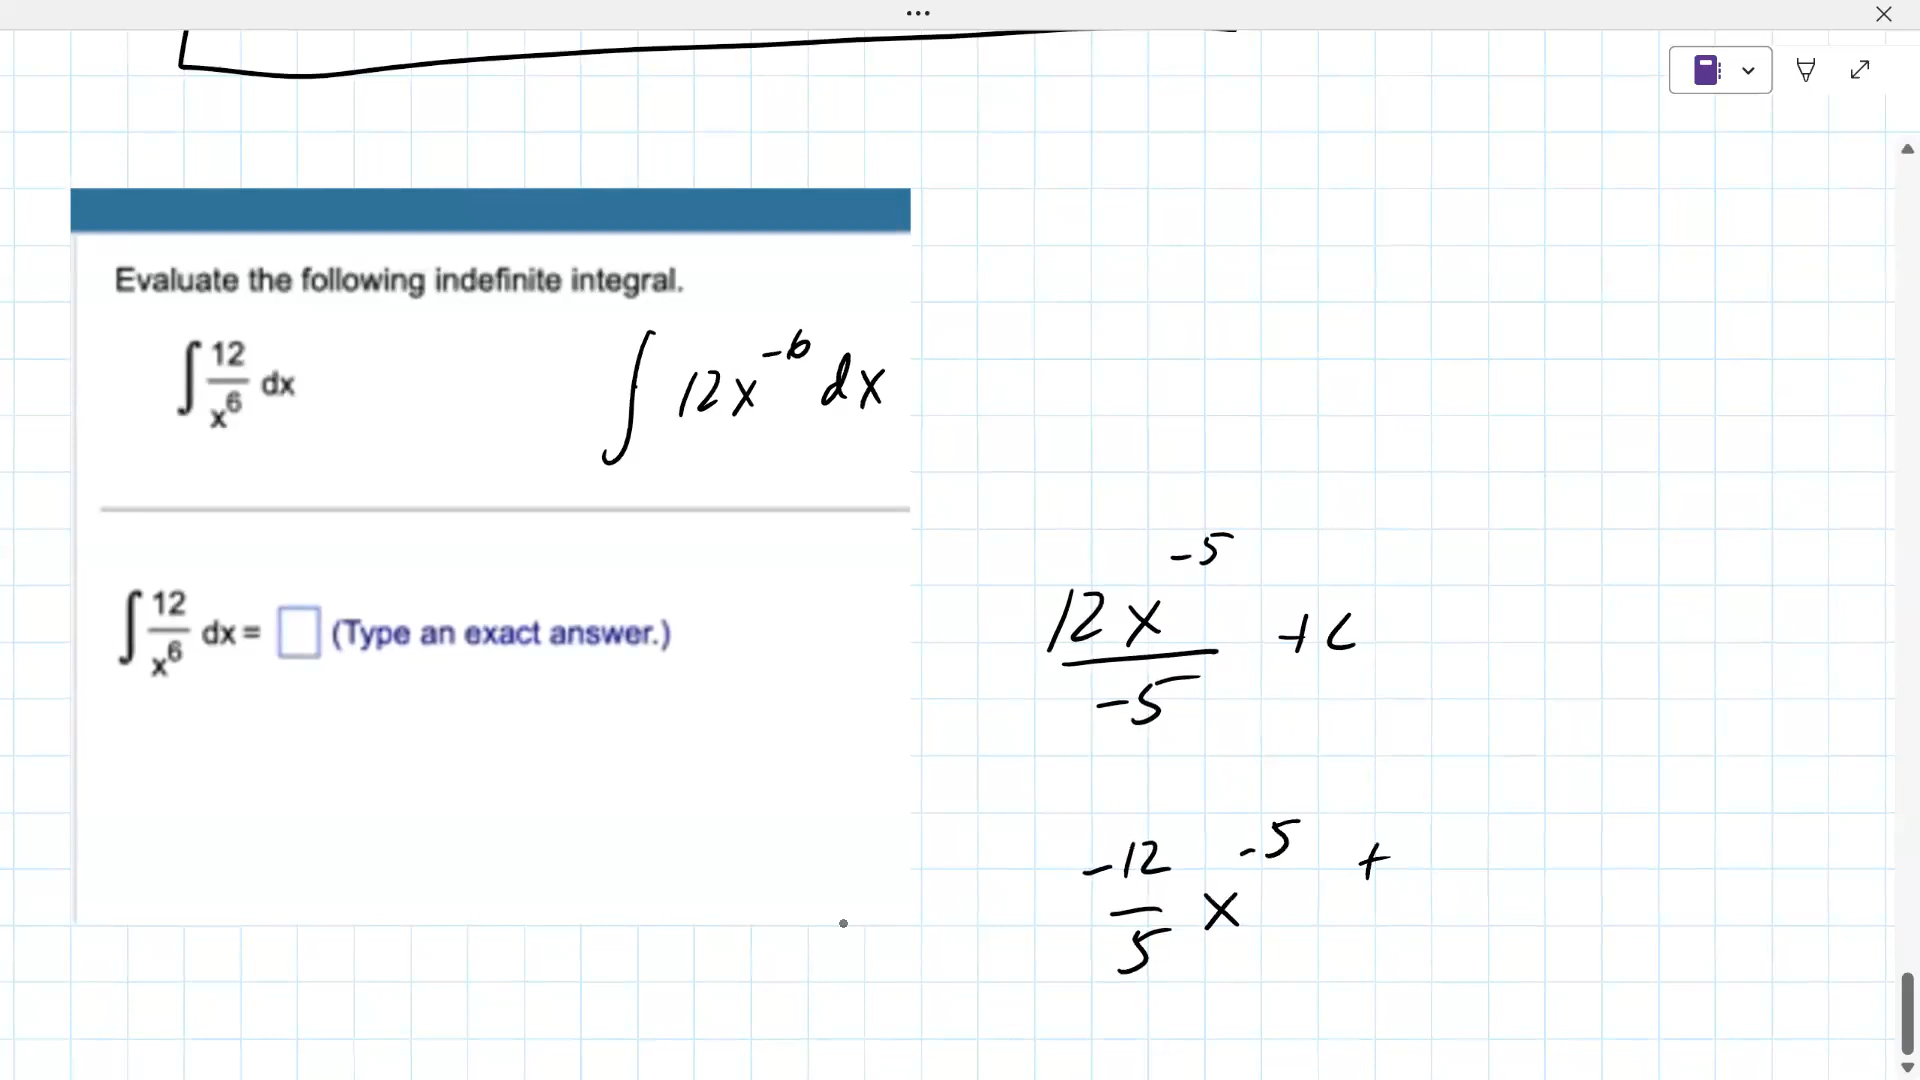 Evaluate the following indefinite integral.
∫ 12/x^6 dx
∫ 12x^-6 dx
∫ 12/x^6 dx = (Type an exact answer.)
12x^-5/-5 + c
-12/5 x^-5 +